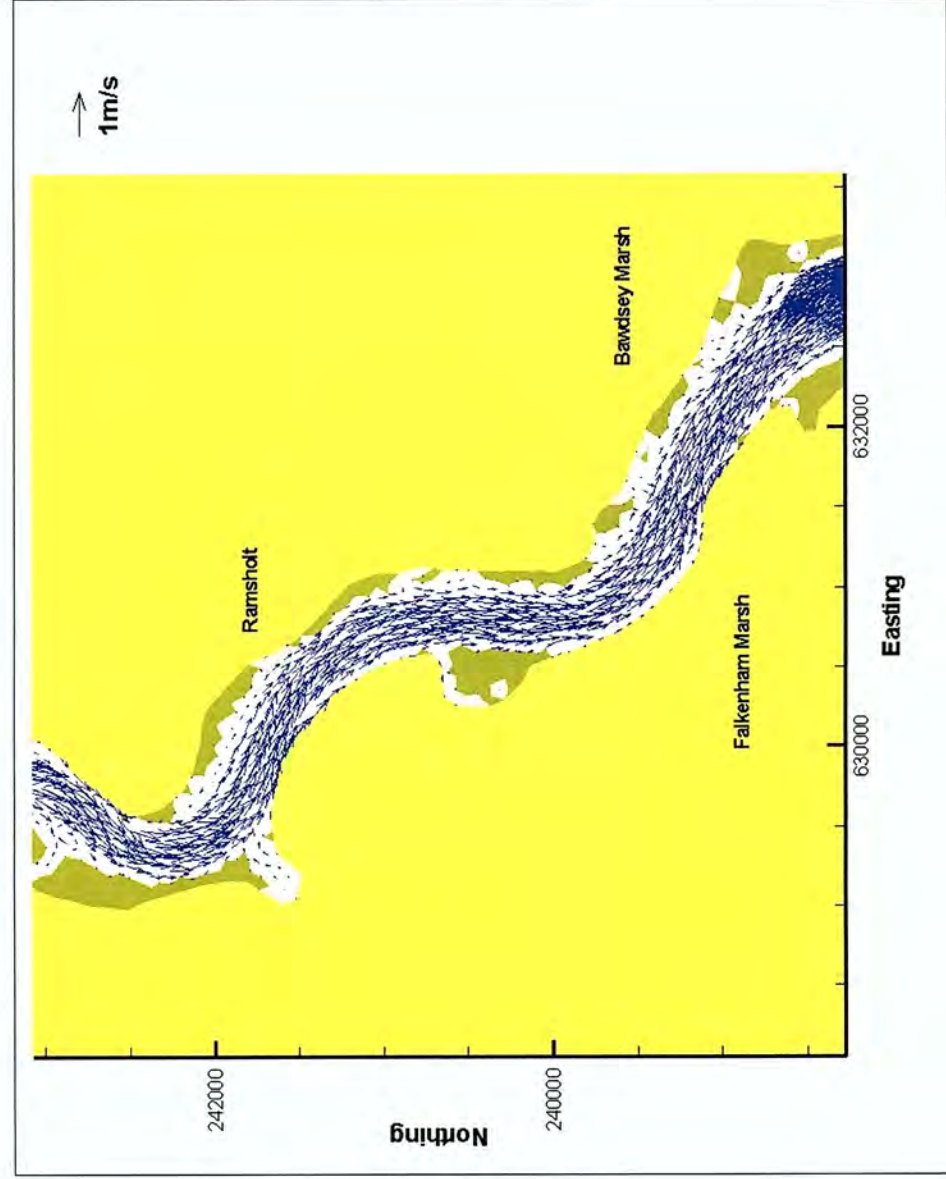 1m/s
Ramsholt
Bawdsey Marsh
Falkenham Marsh
Northing
242000
240000
630000
632000
Easting